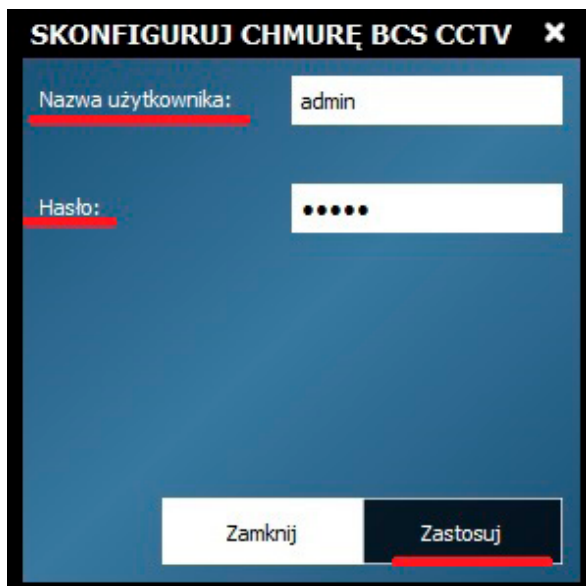 SKONFIGURUJ CHMURĘ BCS CCTV ×
Nazwa użytkownika: admin
Hasło: •••••
Zamknij Zastosuj